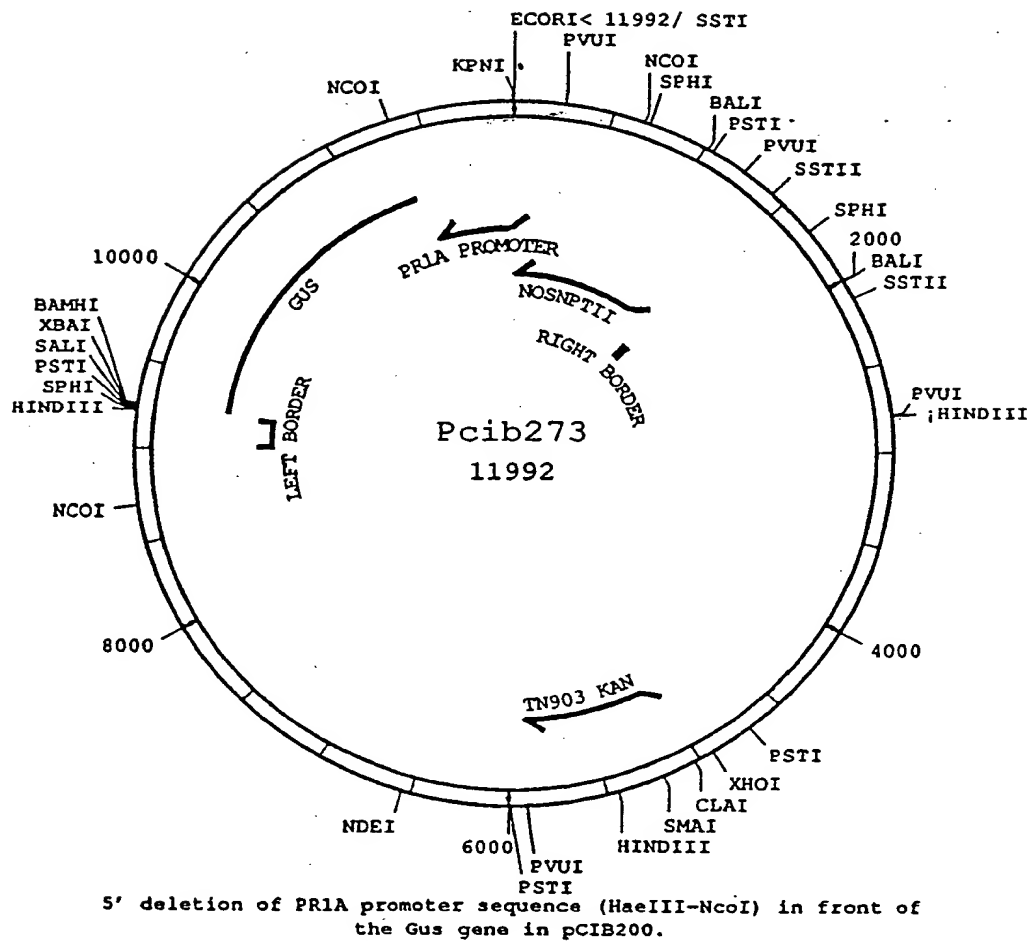 ECORI< 11992/ SSTI
PVUI
KPNI
NCOI
SPHI
NCOI
BALI
PSTI
PVUI
SSTII
SPHI
2000
BALI
SSTII
PR1A PROMOTER
10000
NOSNPTII
GUS
BAMHI
XBAI
SALI
PSTI
SPHI
HINDIII
RIGHT BORDER
PVUI
¡HINDIII
LEFT BORDER
Pcib273
11992
NCOI
8000
4000
TN903 KAN
PSTI
XHOI
CLAI
SMAI
HINDIII
NDEI
6000
PVUI
PSTI
5' deletion of PR1A promoter sequence (HaeIII-NcoI) in front of
the Gus gene in pCIB200.